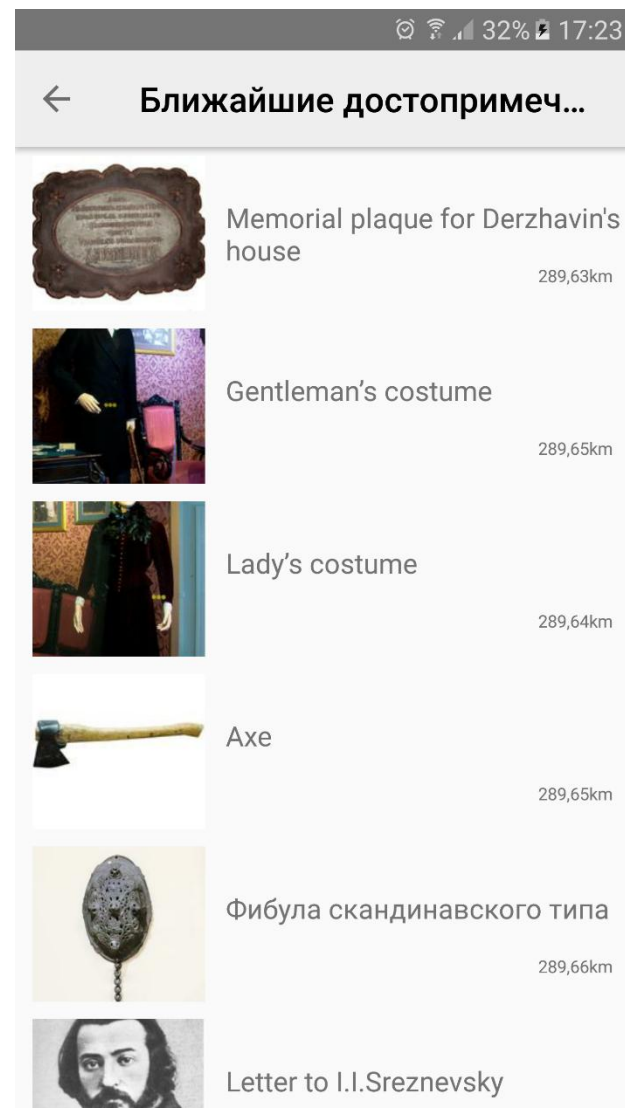 32% 17:23
Ближайшие достопримеч...
Memorial plaque for Derzhavin's
house
289,63km
Gentleman’s costume
289,65km
Lady’s costume
289,64km
Axe
289,65km
Фибула скандинавского типа
289,66km
Letter to I.I.Sreznevsky